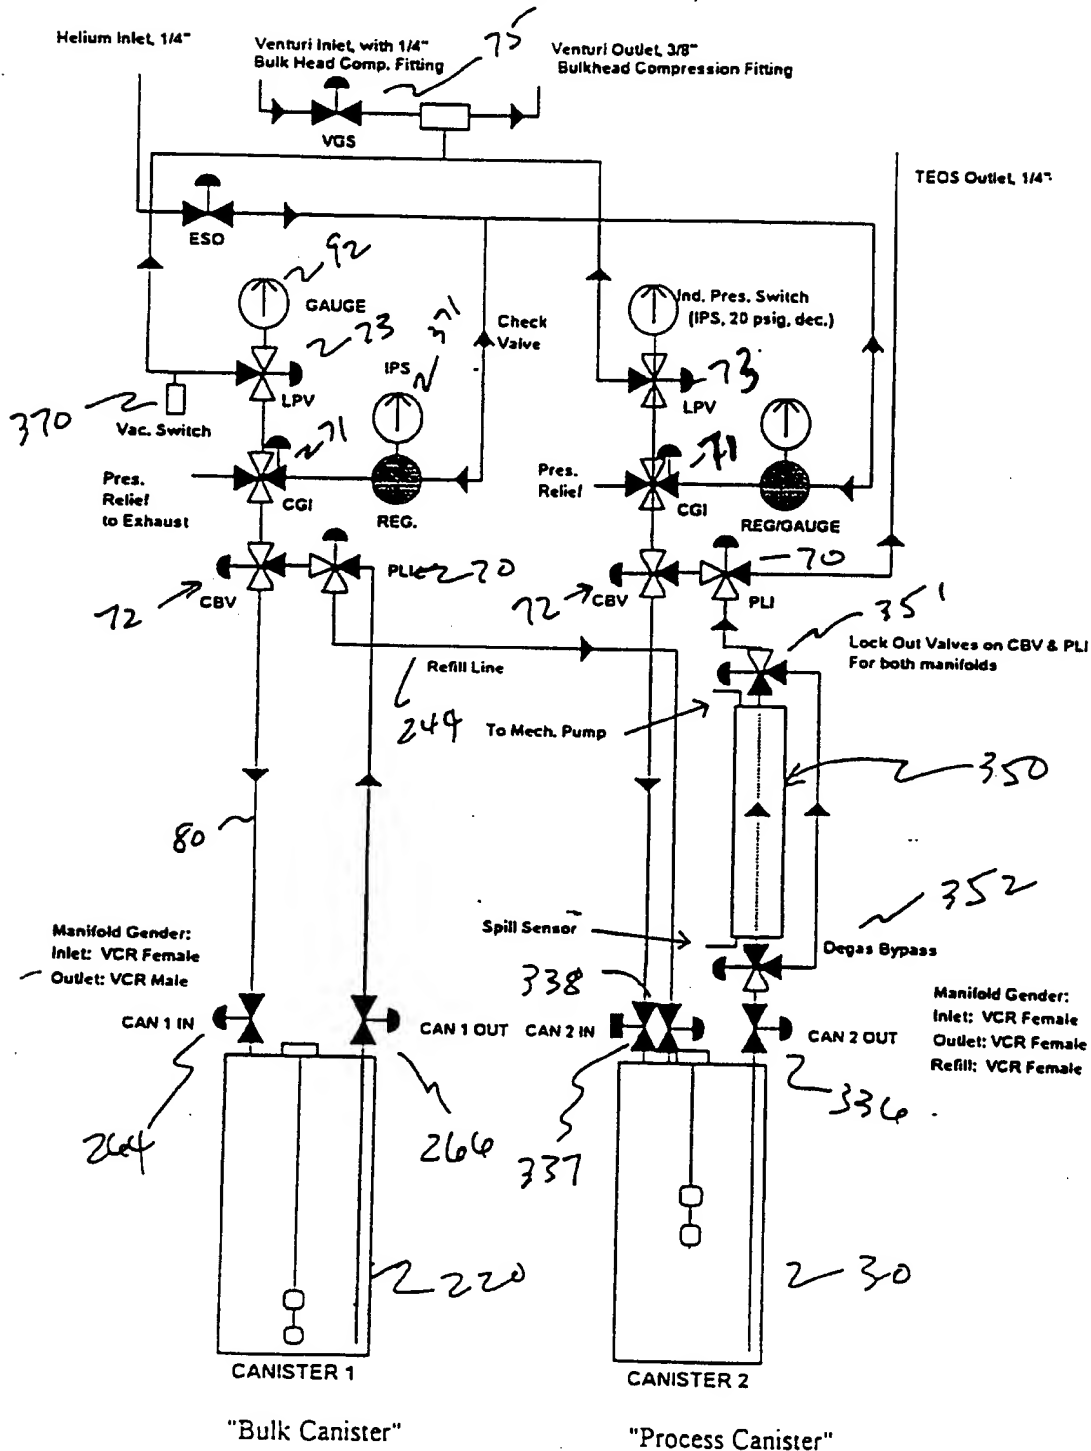 75
Helium Inlet, 1/4"
Venturi Inlet, with 1/4"
Bulk Head Comp. Fitting
Venturi Outlet, 3/8"
Bulkhead Compression Fitting
VGS
TEOS Outlet, 1/4"
ESO
92
GAUGE
Ind. Pres. Switch
(IPS, 20 psig, dec.)
73
371
Check
Valve
IPS
LPV
73
LPV
370
Vac. Switch
71
71
Pres.
Relief
to Exhaust
CGI
REG.
Pres.
Relief
CGI
REG/GAUGE
72
CBV
PLI
70
72
CBV
70
PLI
351
Lock Out Valves on CBV & PLI
For both manifolds
Refill Line
244
To Mech. Pump
350
80
352
Manifold Gender:
Inlet: VCR Female
Outlet: VCR Male
Spill Sensor
Degas Bypass
338
Manifold Gender:
Inlet: VCR Female
Outlet: VCR Female
Refill: VCR Female
CAN 1 IN
CAN 1 OUT
CAN 2 IN
CAN 2 OUT
264
266
337
336
220
230
CANISTER 1
CANISTER 2
"Bulk Canister"
"Process Canister"